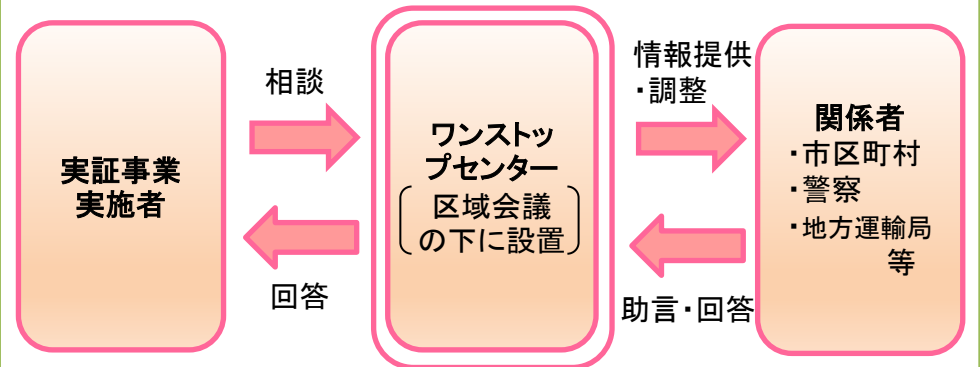 実証事業
実施者
相談
回答
ワンストッ
プセンター
区域会議
の下に設置
情報提供
・調整
助言・回答
関係者
・市区町村
・警察
・地方運輸局
等